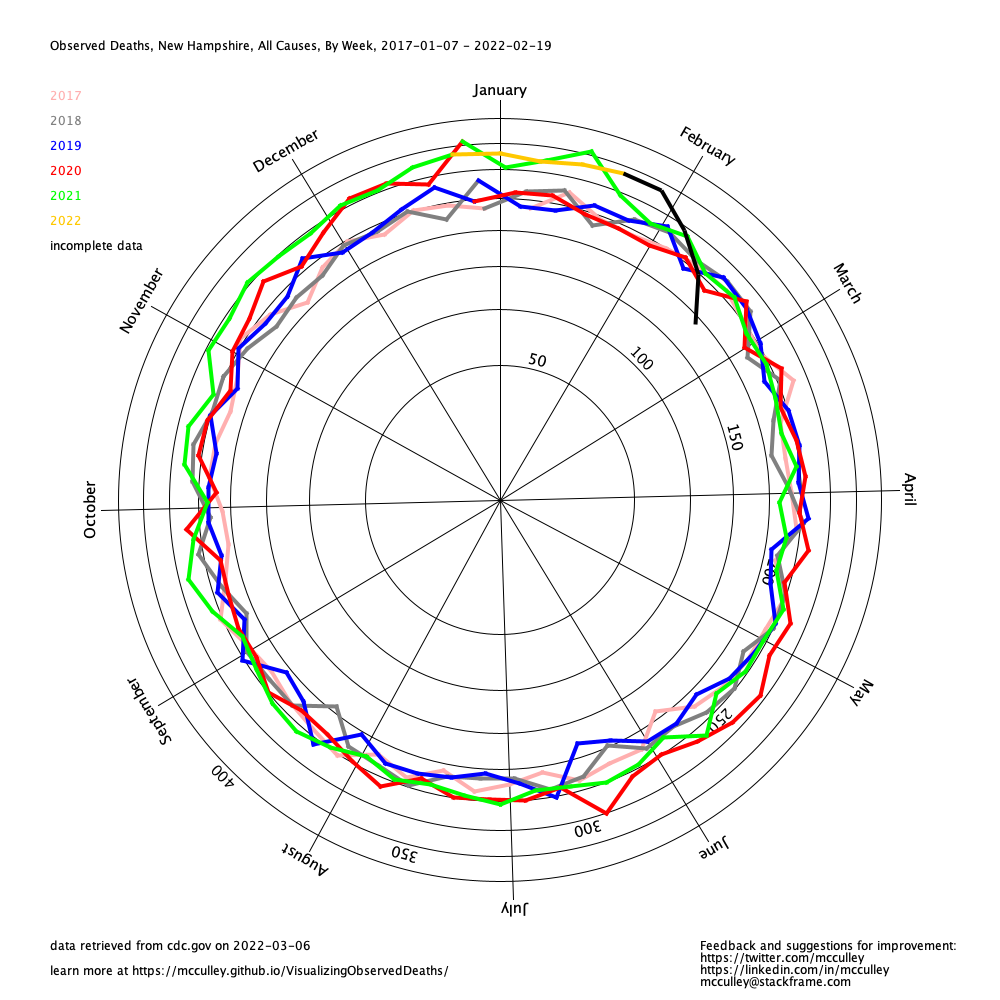 Observed Deaths, New Hampshire, All Causes, By Week, 2017-01-07 - 2022-02-19
2017
2018
2019
2020
2021
2022
incomplete data
January
February
March
April
May
June
July
August
September
October
November
December
50
100
150
200
250
300
350
400
data retrieved from cdc.gov on 2022-03-06
learn more at https://mcculley.github.io/VisualizingObservedDeaths/
Feedback and suggestions for improvement:
https://twitter.com/mcculley
https://linkedin.com/in/mcculley
mcculley@stackframe.com